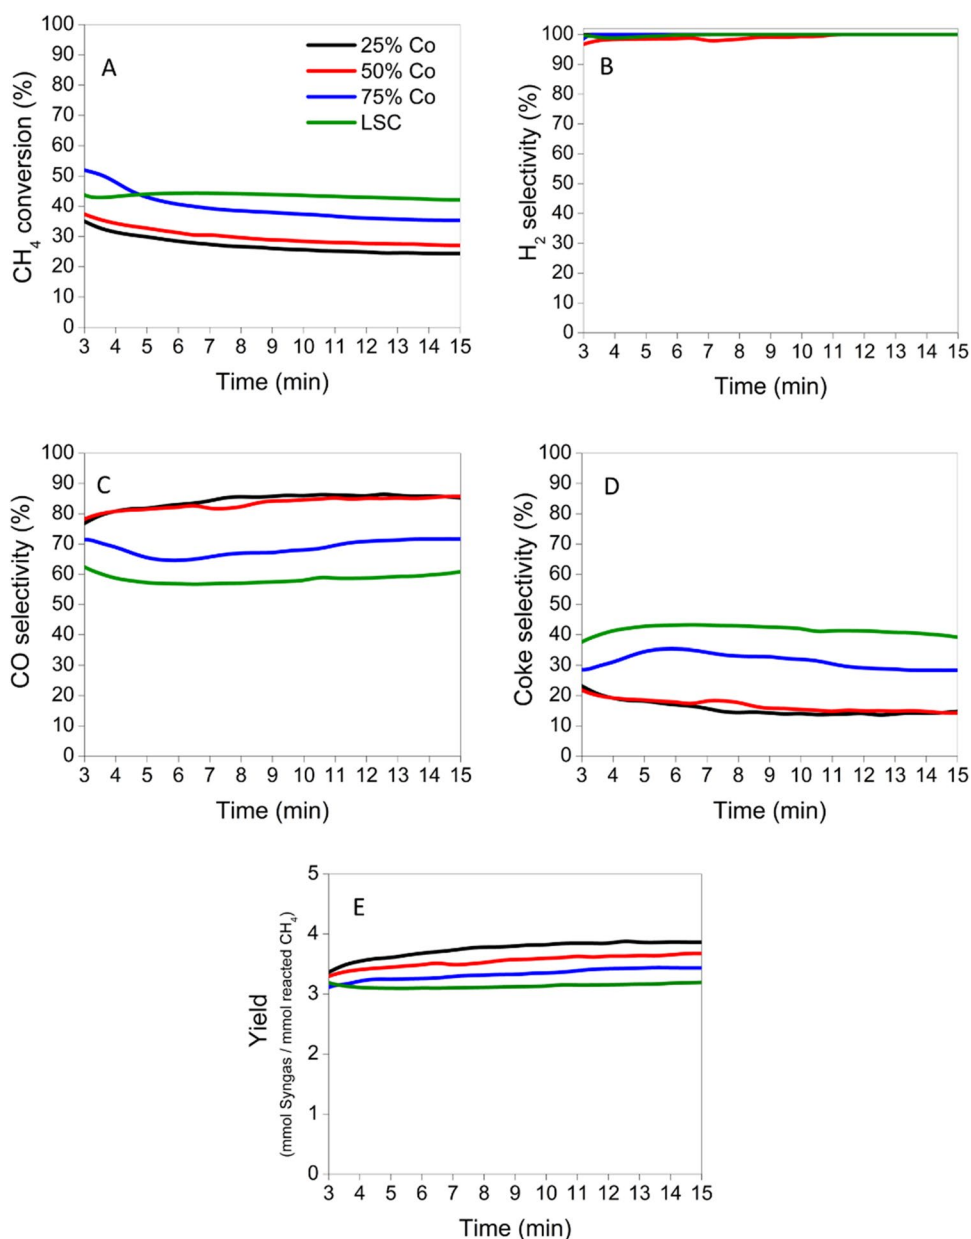 A
25% Co
50% Co
75% Co
LSC
CH₄ conversion (%)
100
90
80
70
60
50
40
30
20
10
0
3 4 5 6 7 8 9 10 11 12 13 14 15
Time (min)
B
H₂ selectivity (%)
100
90
80
70
60
50
40
30
20
10
0
3 4 5 6 7 8 9 10 11 12 13 14 15
Time (min)
C
CO selectivity (%)
100
90
80
70
60
50
40
30
20
10
0
3 4 5 6 7 8 9 10 11 12 13 14 15
Time (min)
D
Coke selectivity (%)
100
90
80
70
60
50
40
30
20
10
0
3 4 5 6 7 8 9 10 11 12 13 14 15
Time (min)
E
Yield
(mmol Syngas / mmol reacted CH₄)
5
4
3
2
1
0
3 4 5 6 7 8 9 10 11 12 13 14 15
Time (min)